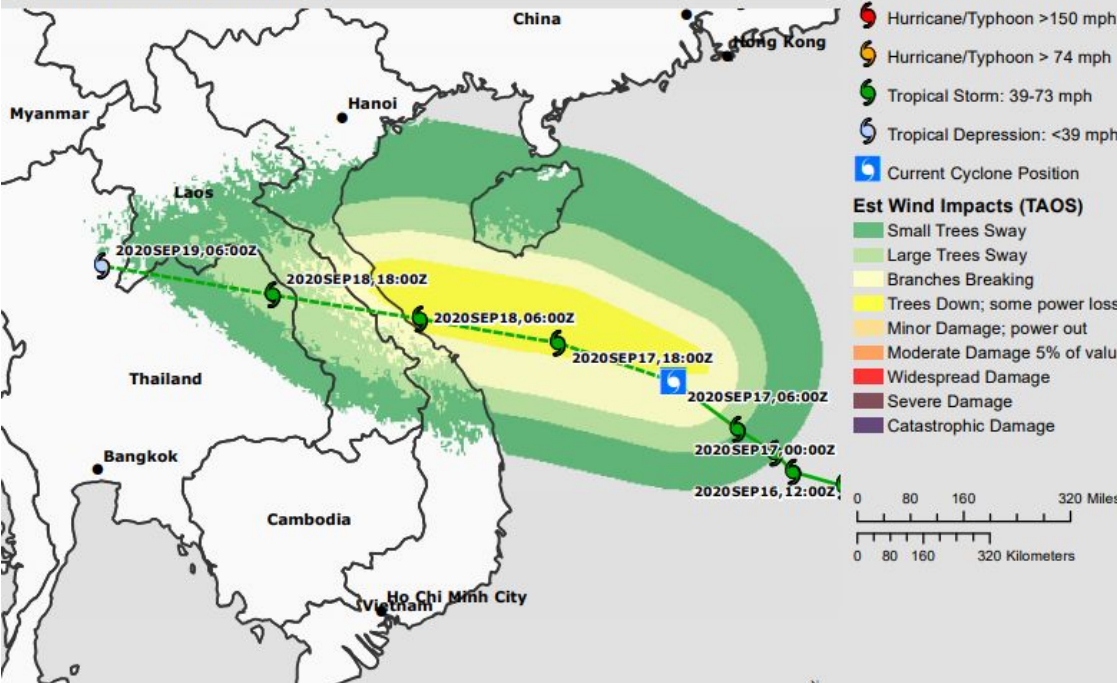 China
Hong Kong
Hanoi
Myanmar
Laos
2020SEP19,06:00Z
2020SEP18,18:00Z
2020SEP18,06:00Z
2020SEP17,18:00Z
Thailand
2020SEP17,06:00Z
2020SEP17,00:00Z
Bangkok
2020SEP16,12:00Z
Cambodia
Ho Chi Minh City
Vietnam
Hurricane/Typhoon >150 mph
Hurricane/Typhoon > 74 mph
Tropical Storm: 39-73 mph
Tropical Depression: <39 mph
Current Cyclone Position
Est Wind Impacts (TAOS)
Small Trees Sway
Large Trees Sway
Branches Breaking
Trees Down; some power loss
Minor Damage; power out
Moderate Damage 5% of valu
Widespread Damage
Severe Damage
Catastrophic Damage
0 80 160 320 Miles
0 80 160 320 Kilometers